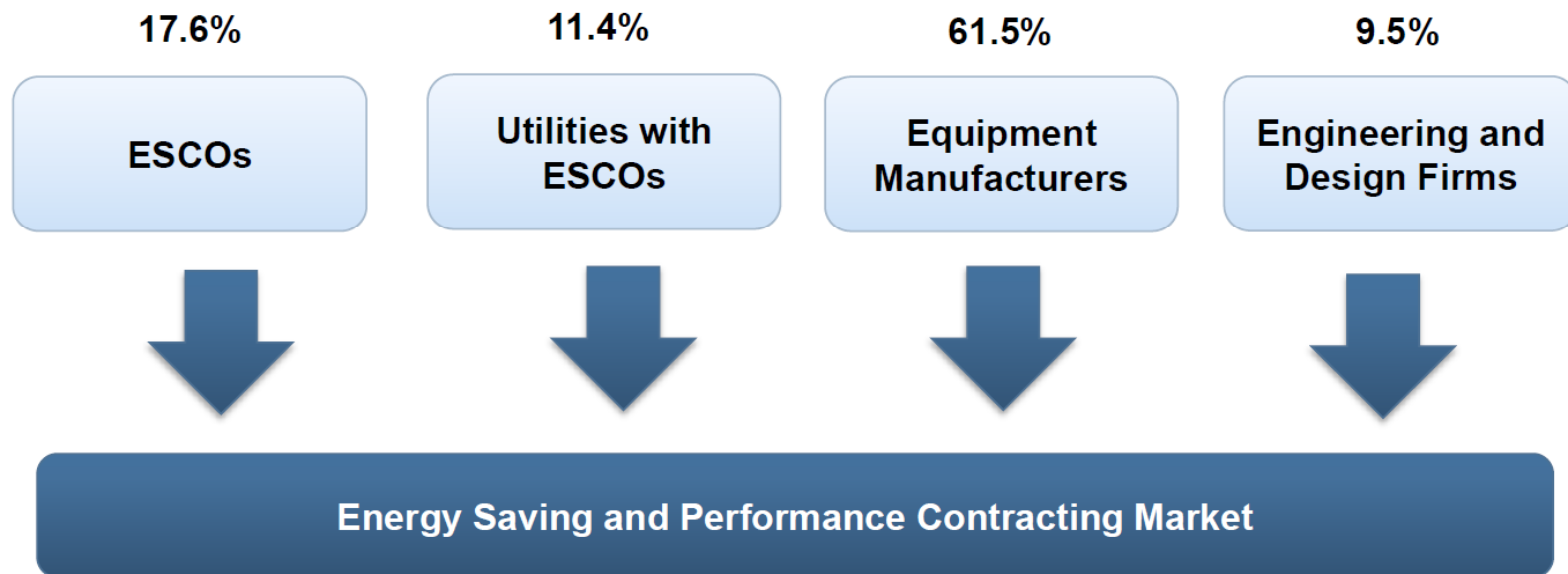 17.6%
11.4%
61.5%
9.5%
ESCOs
Utilities with
ESCOs
Equipment
Manufacturers
Engineering and
Design Firms
Energy Saving and Performance Contracting Market